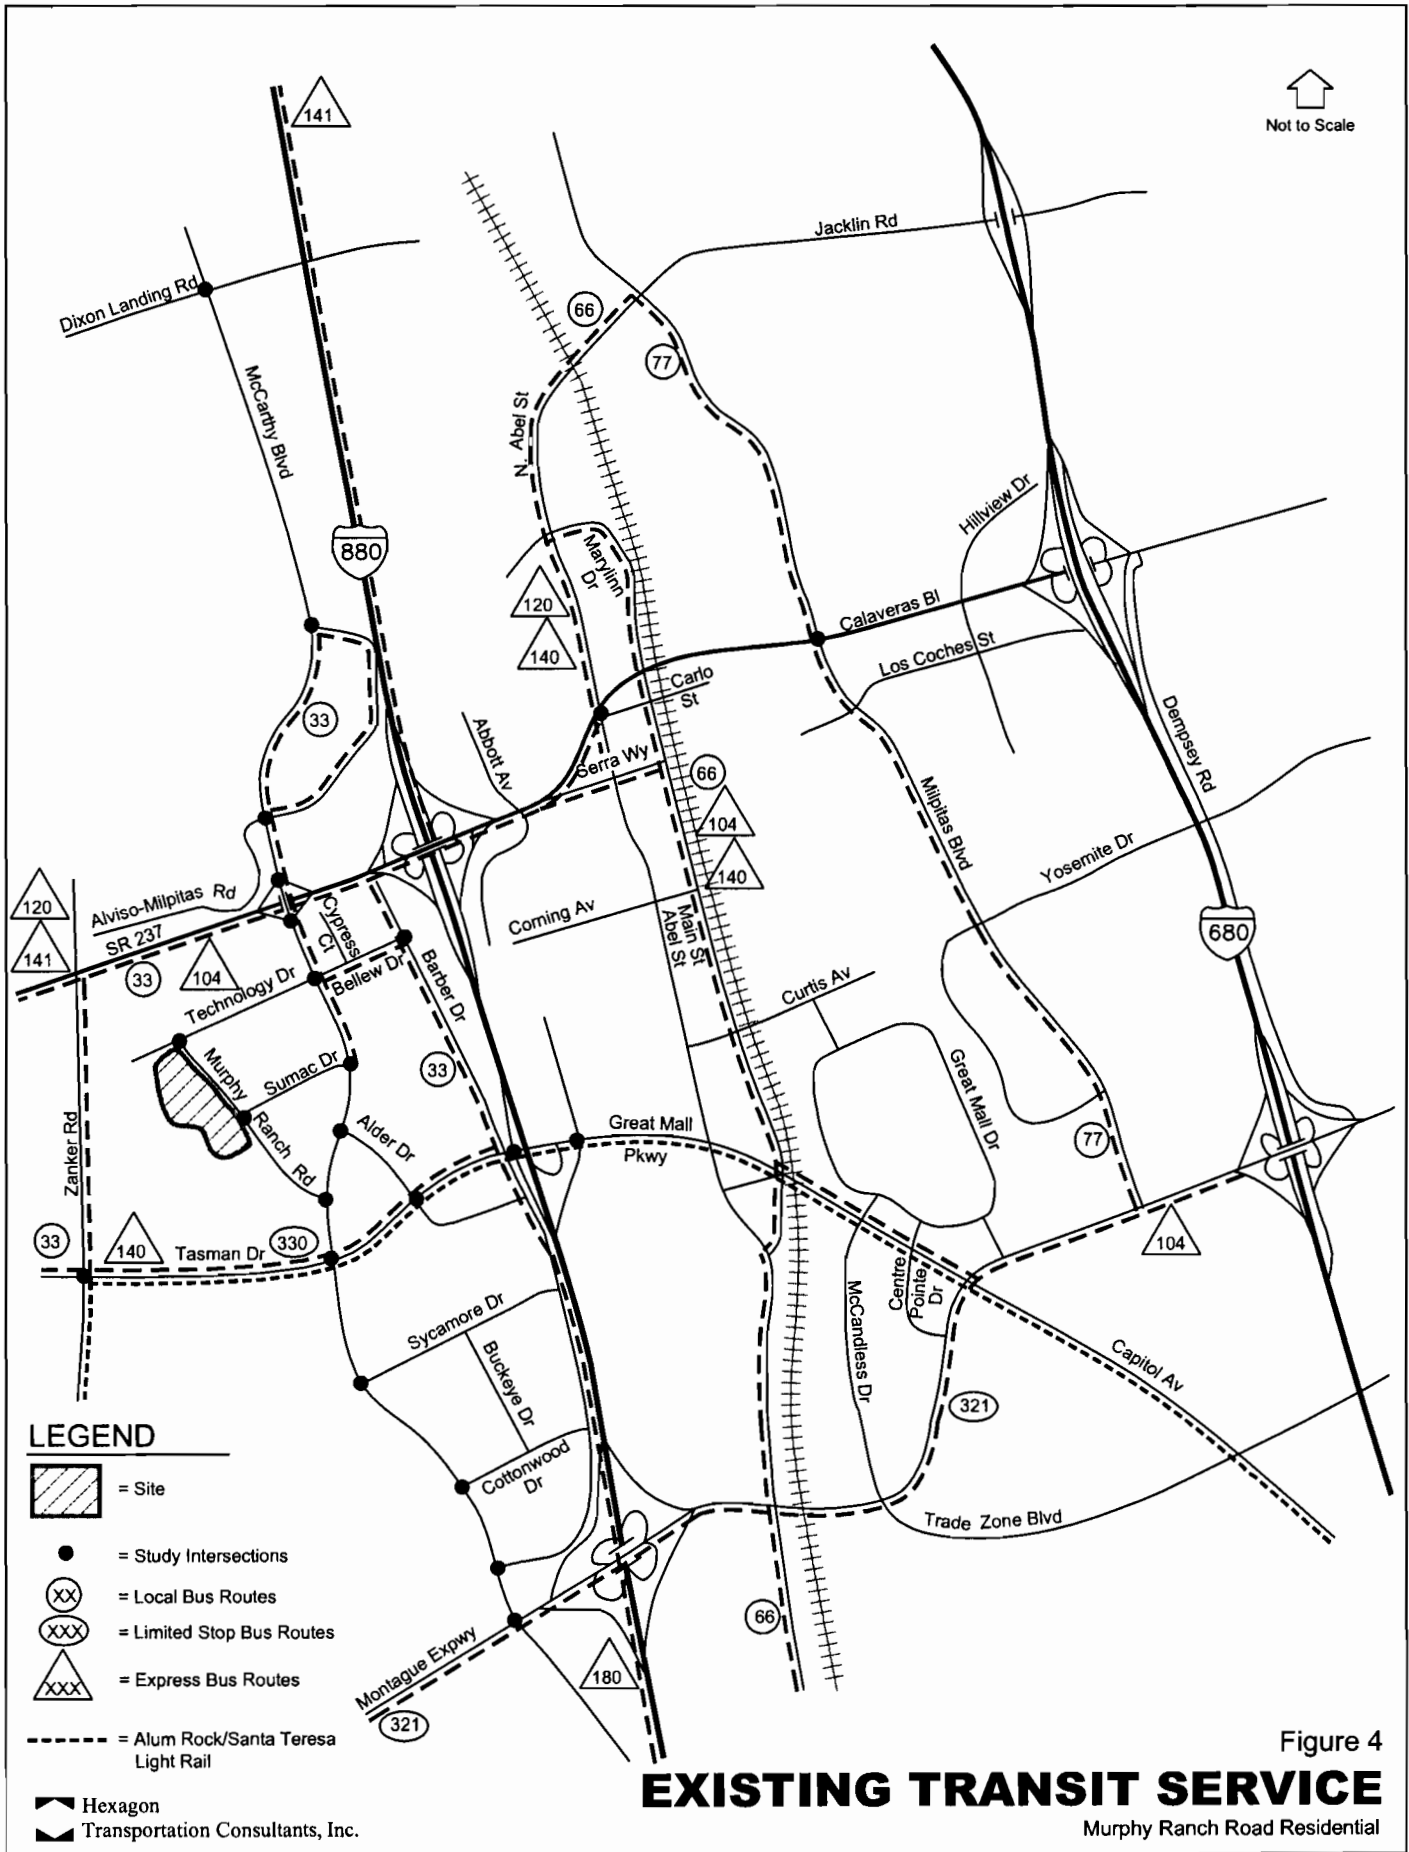 141
Not to Scale
Jacklin Rd
Dixon Landing Rd
66
77
McCarthy Blvd
N. Abel St
880
Hillview Dr
Marylinn
Dr
120
140
Calaveras Bl
Los Coches St
Carlo
St
33
Abbott Av
Serra Wy
66
Dempsey Rd
104
Milpitas Blvd
140
Yosemite Dr
120
Alviso-Milpitas Rd
Cypress
Ct
Corning Av
Main St
Abel St
680
141
SR 237
33
104
Technology Dr
Bellew Dr
Barber Dr
Curtis Av
Murphy
Ranch Rd
Sumac Dr
33
Great Mall Dr
Alder Dr
Great Mall
Pkwy
77
Zanker Rd
33
140
Tasman Dr
330
104
Centre
Pointe
Dr
McCandless Dr
Sycamore Dr
Buckeye Dr
Capitol Av
321
Cottonwood
Dr
Trade Zone Blvd
66
Montague Expwy
180
321
LEGEND
= Site
= Study Intersections
XX = Local Bus Routes
XXX = Limited Stop Bus Routes
XXX = Express Bus Routes
= Alum Rock/Santa Teresa
Light Rail
Hexagon
Transportation Consultants, Inc.
Figure 4
EXISTING TRANSIT SERVICE
Murphy Ranch Road Residential